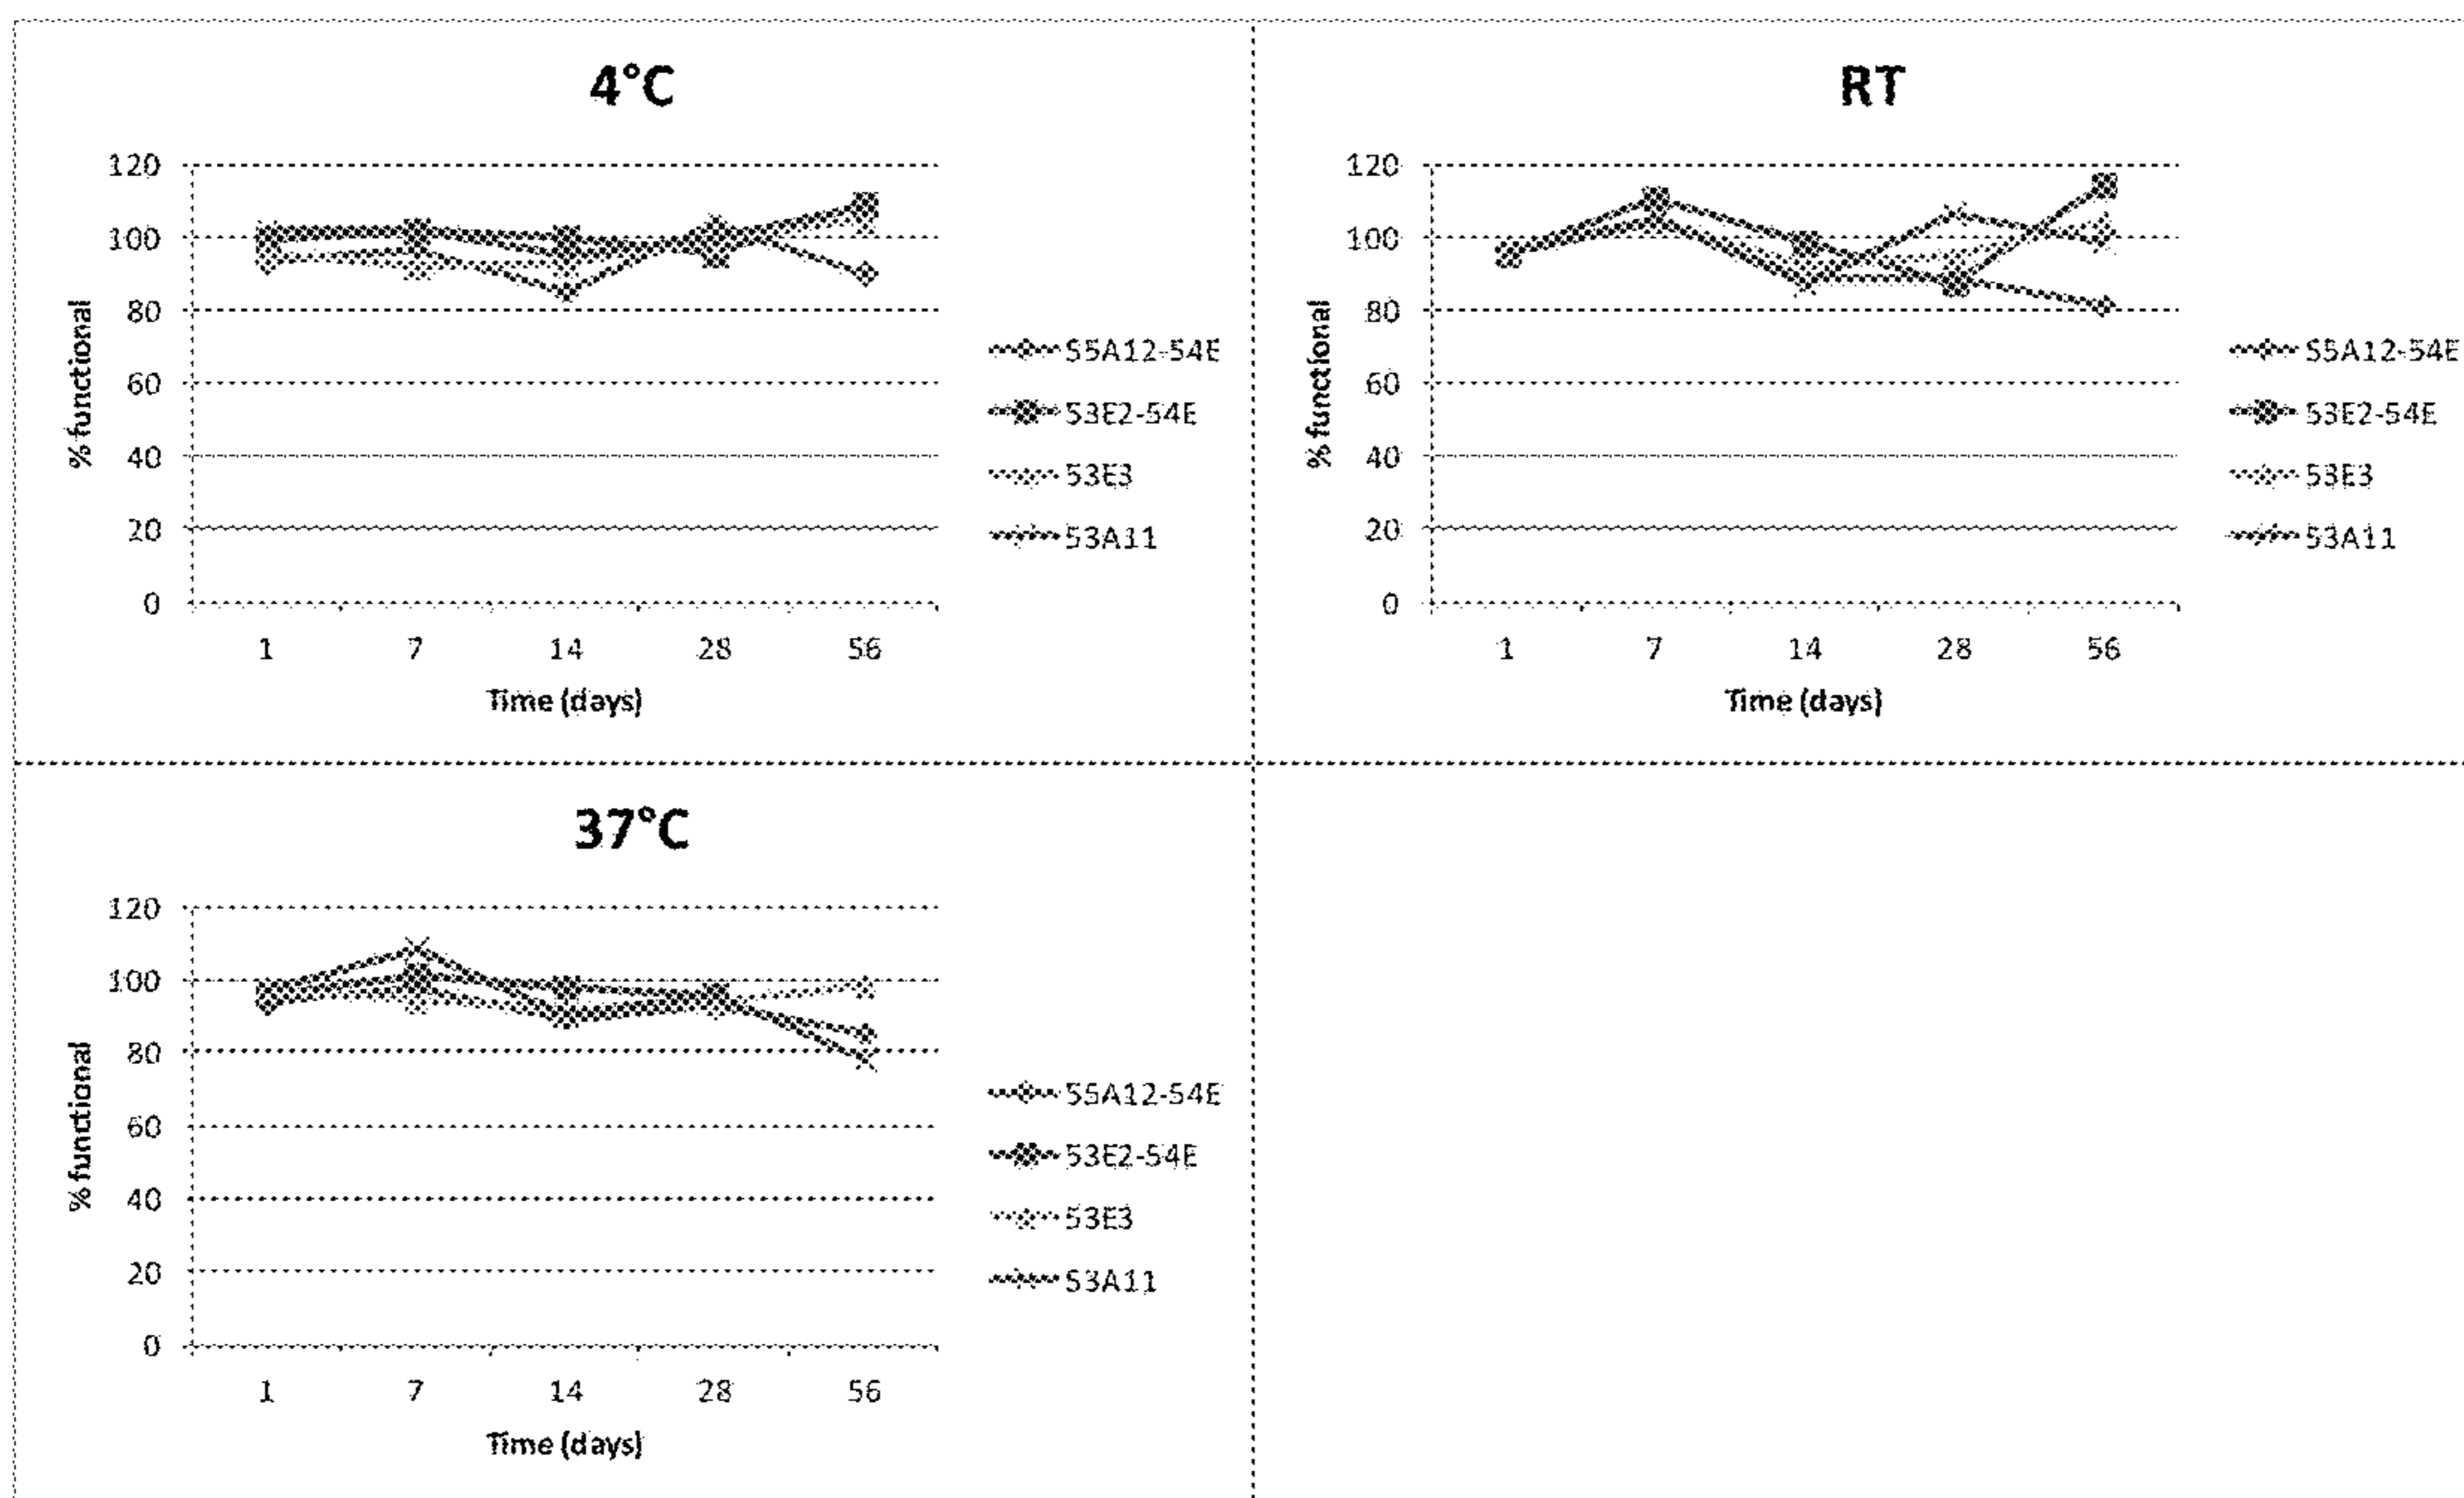 4°C
120
100
80
60
40
20
0
% functional
1 7 14 28 56
Time (days)
S5A12-54E
53E2-54E
53E3
53A11
RT
120
100
80
60
40
20
0
% functional
1 7 14 28 56
Time (days)
S5A12-54E
53E2-54E
53E3
53A11
37°C
120
100
80
60
40
20
0
% functional
1 7 14 28 56
Time (days)
55A12-54E
53E2-54E
53E3
53A11